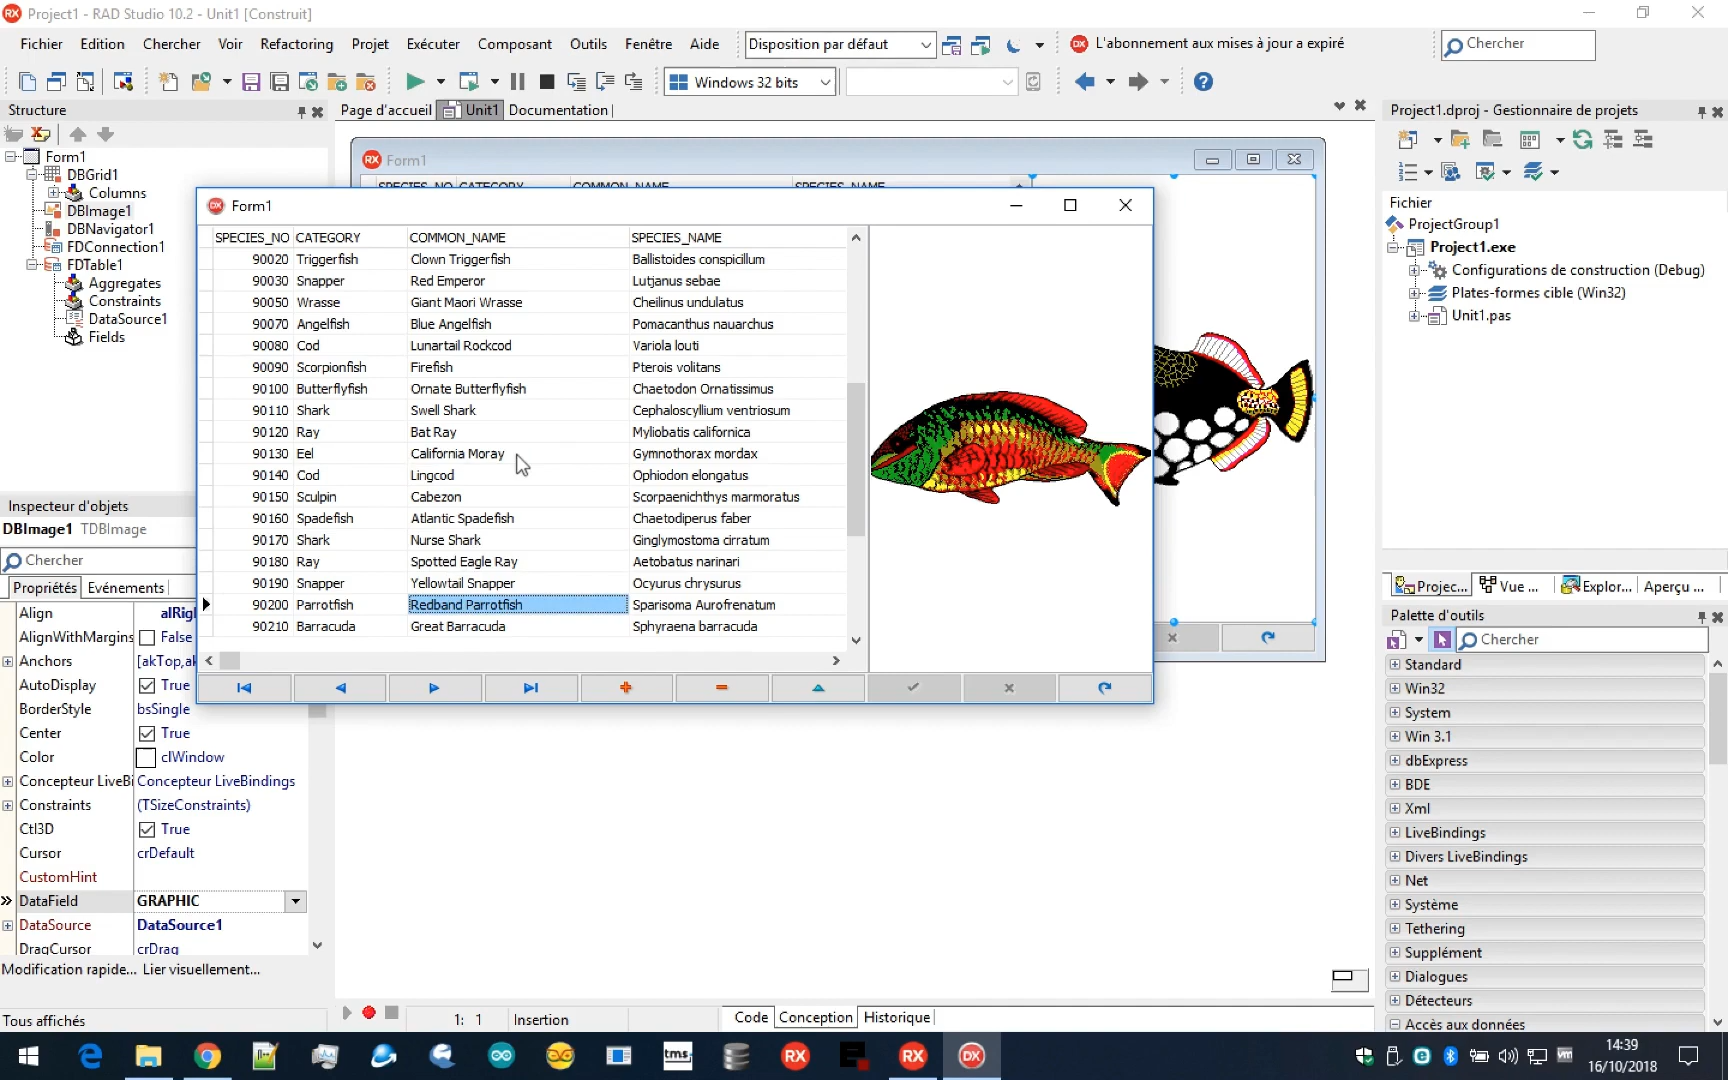 Project1 - RAD Studio 10.2 - Unit1 [Construit]
Fichier Edition Chercher Voir Refactoring Projet Exécuter Composant Outils Fenêtre Aide Disposition par défaut L'abonnement aux mises à jour a expiré Chercher
Windows 32 bits
Structure
Page d'accueil Unit1 Documentation
Project1.dproj - Gestionnaire de projets
Form1
DBGrid1
Columns
DBImage1
DBNavigator1
FDConnection1
FDTable1
Aggregates
Constraints
DataSource1
Fields
Form1
SPECIES_NO CATEGORY COMMON_NAME SPECIES_NAME
Form1
SPECIES_NO CATEGORY COMMON_NAME SPECIES_NAME
90020 Triggerfish Clown Triggerfish Ballistoides conspicillum
90030 Snapper Red Emperor Lutjanus sebae
90050 Wrasse Giant Maori Wrasse Cheilinus undulatus
90070 Angelfish Blue Angelfish Pomacanthus nauarchus
90080 Cod Lunartail Rockcod Variola louti
90090 Scorpionfish Firefish Pterois volitans
90100 Butterflyfish Ornate Butterflyfish Chaetodon Ornatissimus
90110 Shark Swell Shark Cephaloscyllium ventriosum
90120 Ray Bat Ray Myliobatis californica
90130 Eel California Moray Gymnothorax mordax
90140 Cod Lingcod Ophiodon elongatus
90150 Sculpin Cabezon Scorpaenichthys marmoratus
90160 Spadefish Atlantic Spadefish Chaetodiperus faber
90170 Shark Nurse Shark Ginglymostoma cirratum
90180 Ray Spotted Eagle Ray Aetobatus narinari
90190 Snapper Yellowtail Snapper Ocyurus chrysurus
90200 Parrotfish Redband Parrotfish Sparisoma Aurofrenatum
90210 Barracuda Great Barracuda Sphyraena barracuda
Fichier
ProjectGroup1
Project1.exe
Configurations de construction (Debug)
Plates-formes cible (Win32)
Unit1.pas
Projec... Vue ... Explor... Aperçu ...
Inspecteur d'objets
DBImage1 TDBImage
Chercher
Propriétés Evénements
Align alRig
AlignWithMargins False
Anchors [akTop,ak
AutoDisplay True
BorderStyle bsSingle
Center True
Color clWindow
Concepteur LiveBi Concepteur LiveBindings
Constraints (TSizeConstraints)
Ctl3D True
Cursor crDefault
CustomHint
DataField GRAPHIC
DataSource DataSource1
DragCursor crDrag
Modification rapide... Lier visuellement...
Tous affichés
1: 1 Insertion Code Conception Historique
Palette d'outils
Chercher
Standard
Win32
System
Win 3.1
dbExpress
BDE
Xml
LiveBindings
Divers LiveBindings
Net
Système
Tethering
Supplément
Dialogues
Détecteurs
Accès aux données
tms
RX
RX
DX
14:39
16/10/2018